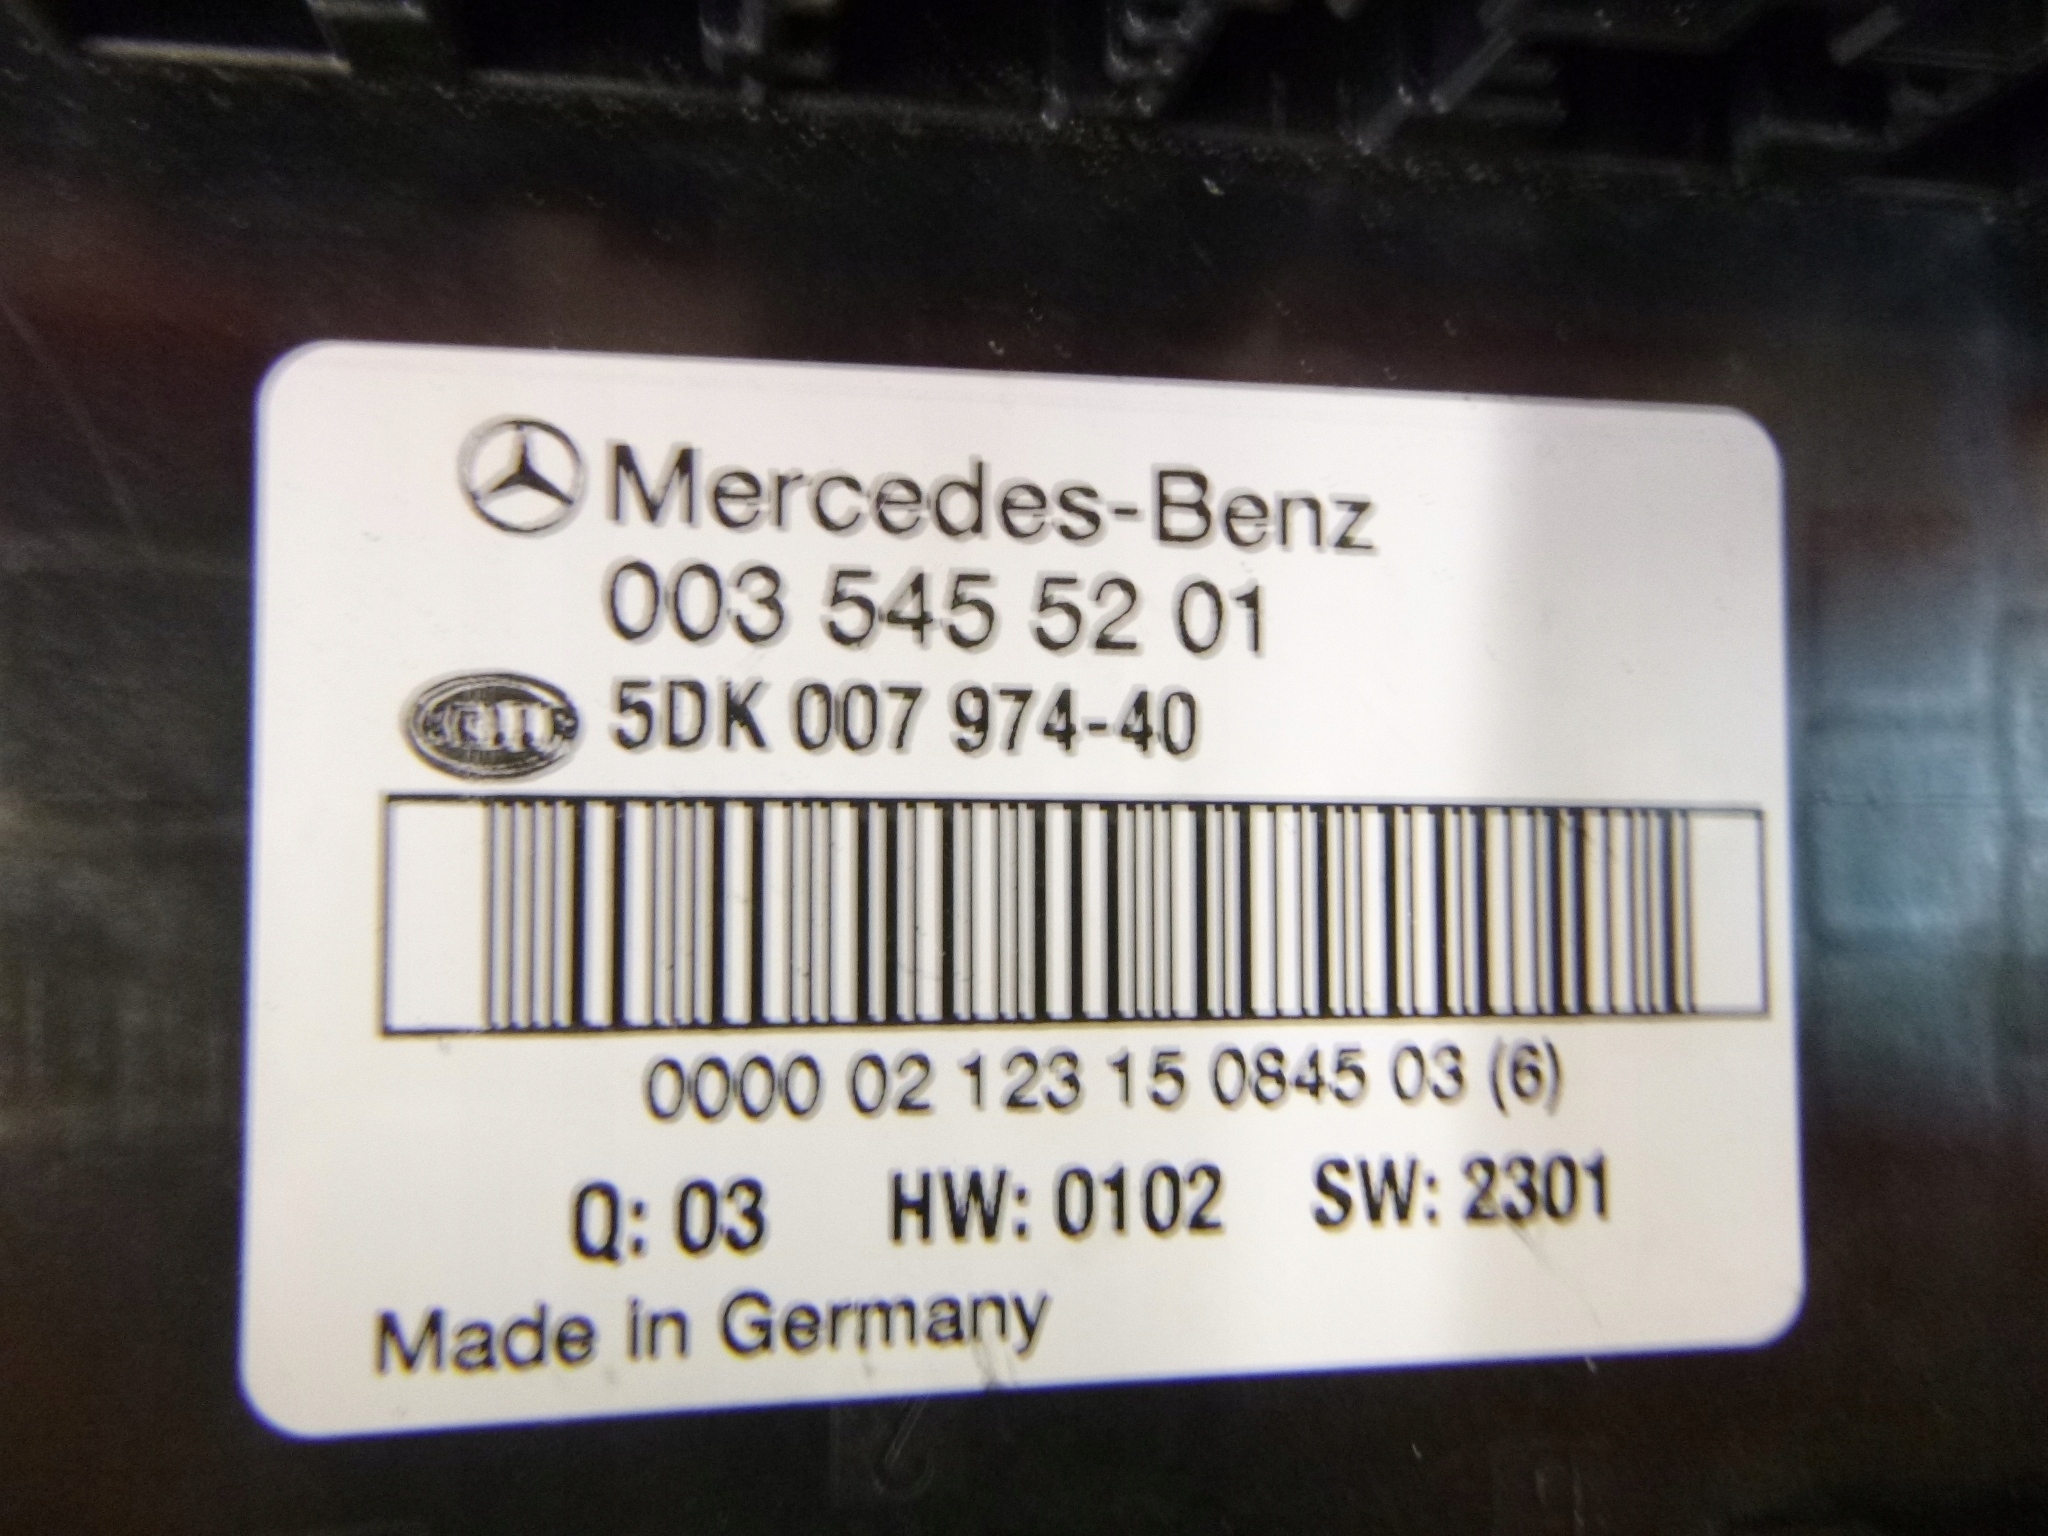 Mercedes-Benz
003 545 52 01
5DK 007 974-40
0000 02 123 15 0845 03 (6)
Q: 03 HW: 0102 SW: 2301
Made in Germany